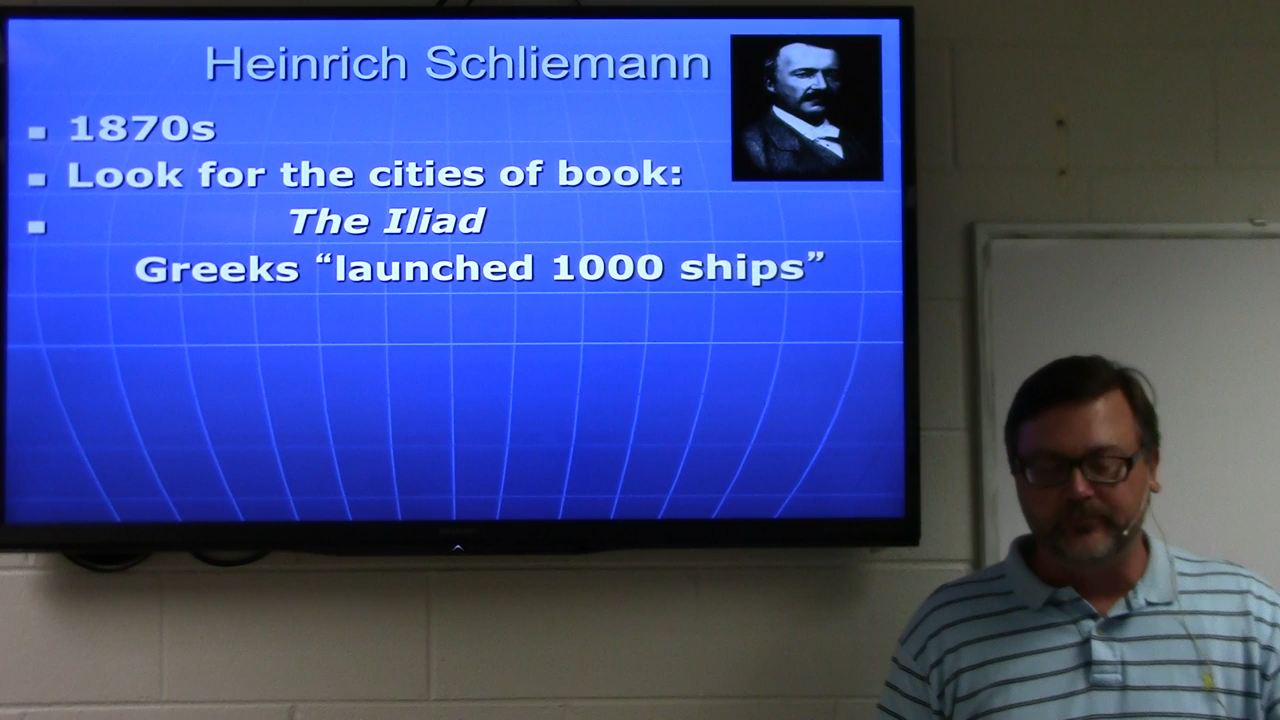 Heinrich Schliemann
1870s
Look for the cities of book:
The Iliad
Greeks “launched 1000 ships”